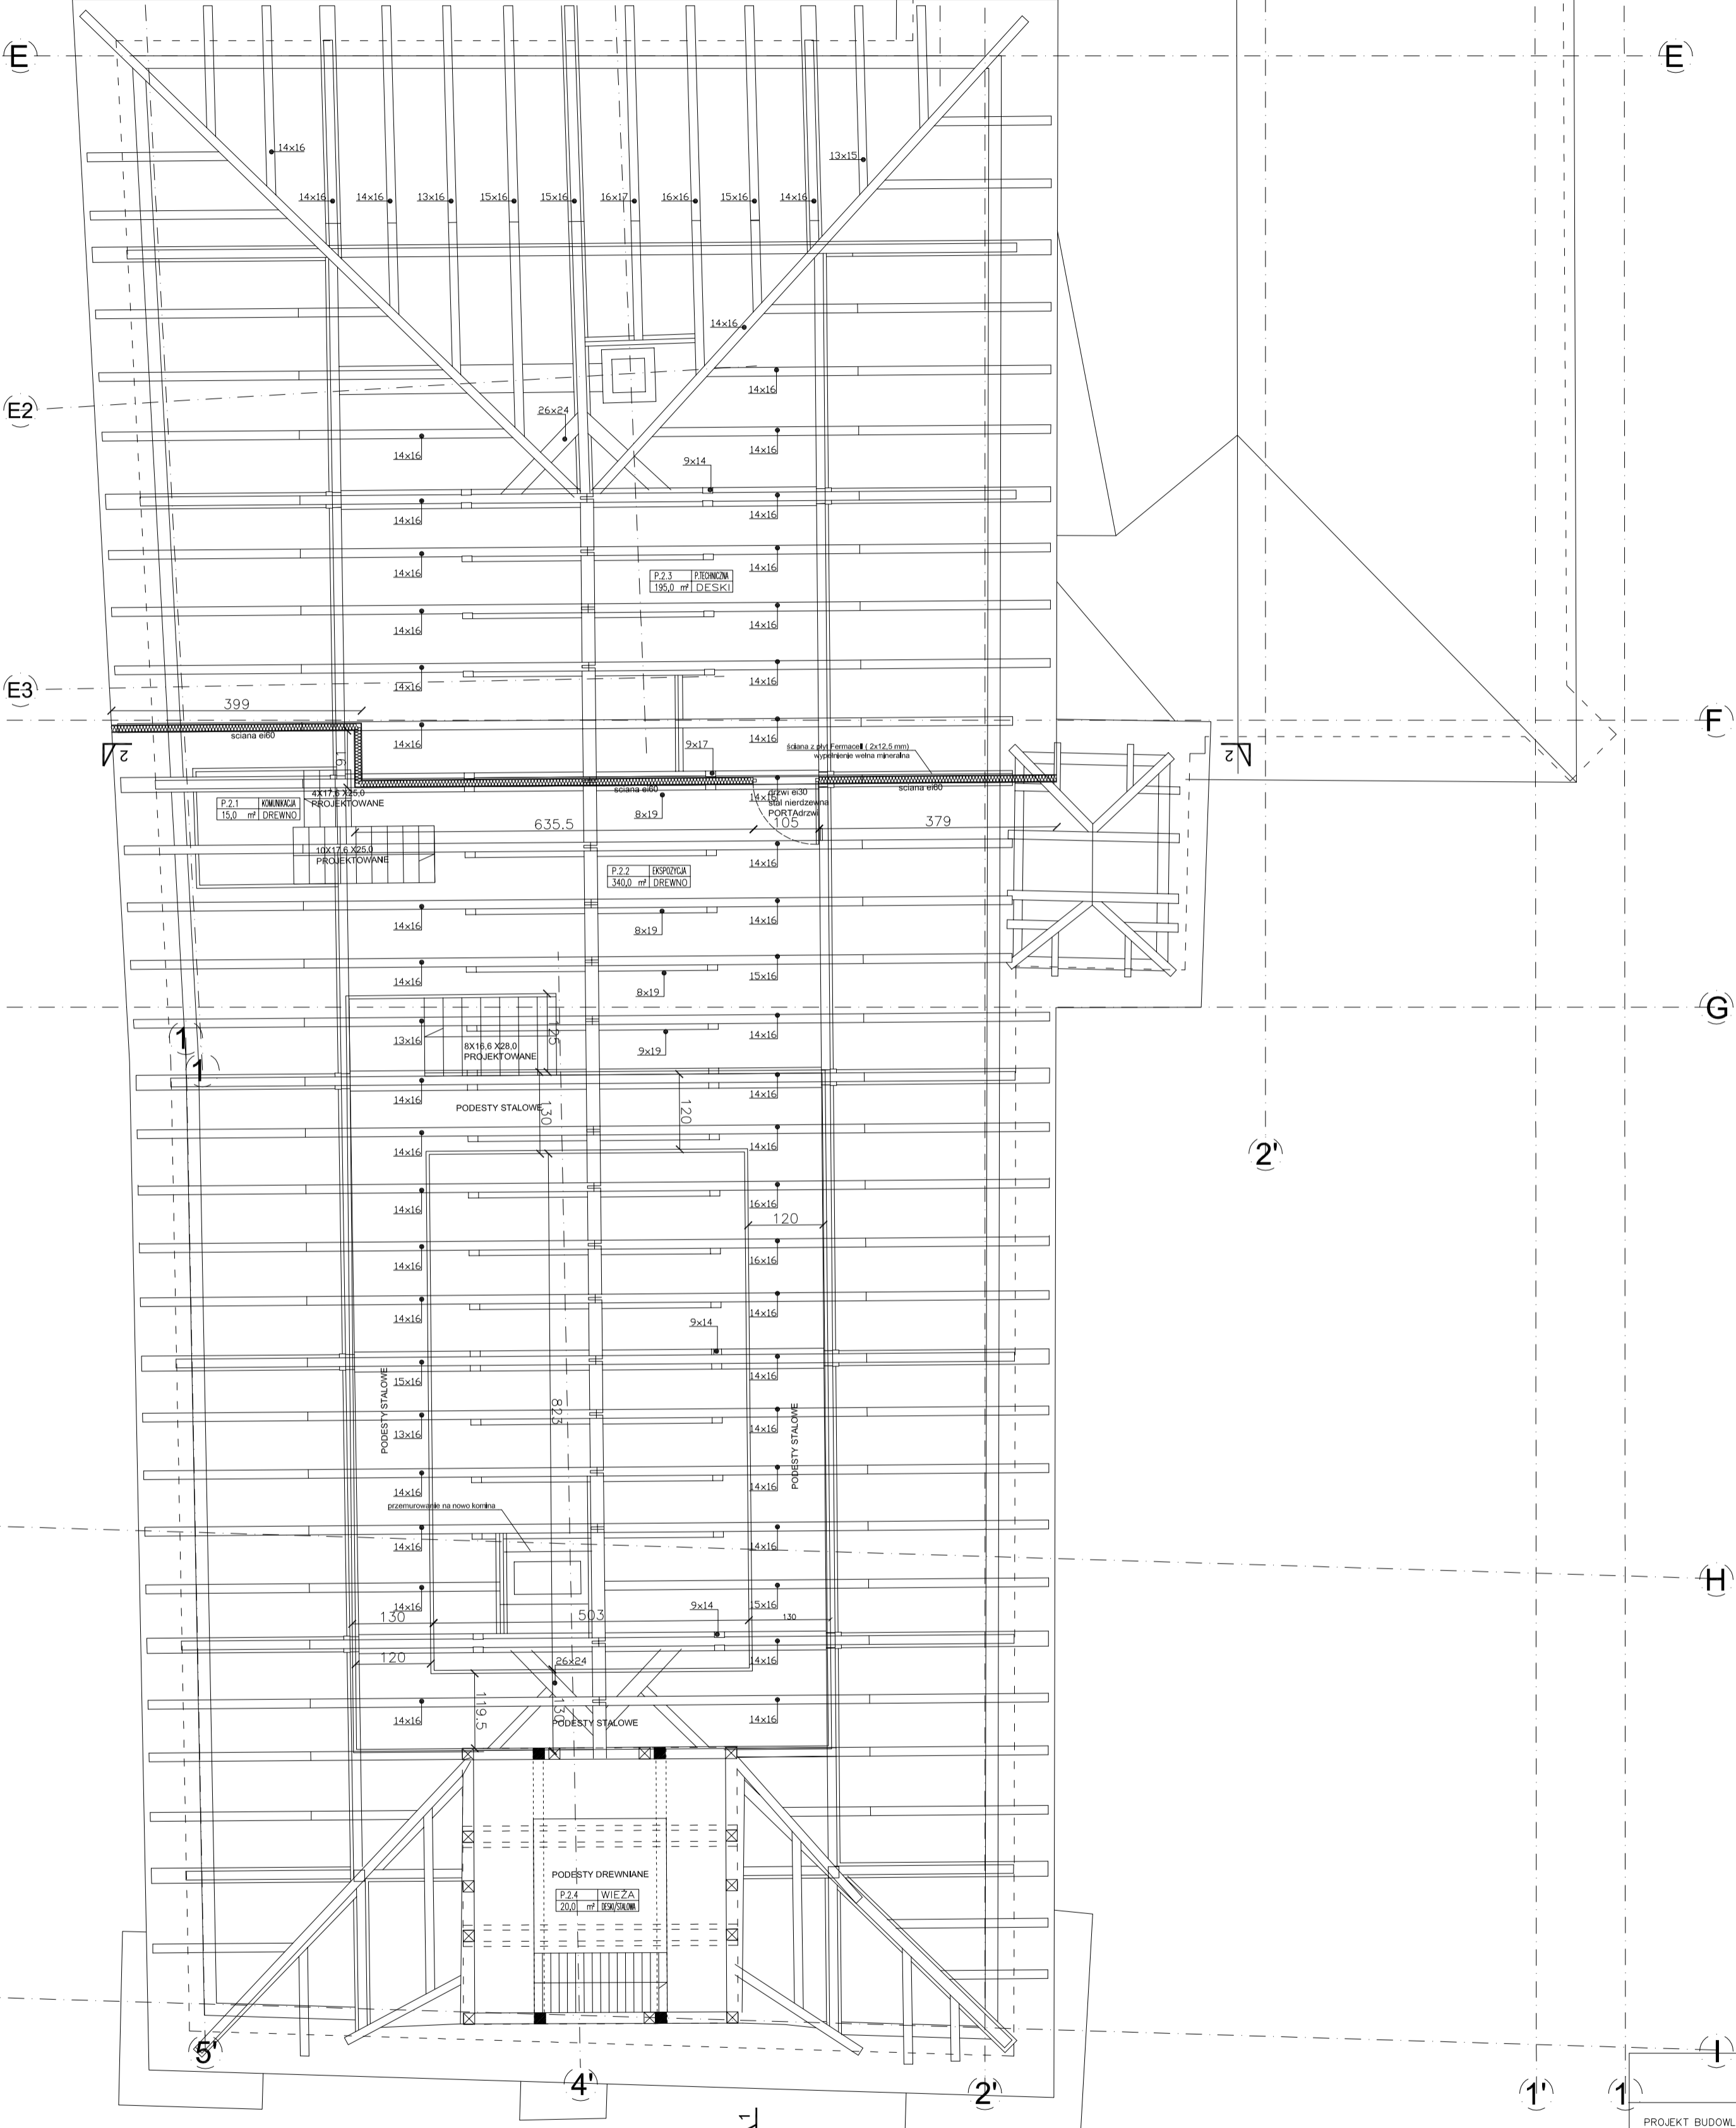 E
E
14x16
13x15
14x16
14x16
13x16
15x16
15x16
16x17
16x16
15x16
14x16
14x16
14x16
E2
26x24
14x16
14x16
9x14
14x16
14x16
14x16
14x16
P.2.3 P.TECHNICZNA
195,0 m² DESKI
14x16
14x16
14x16
14x16
E3
399
F
sciana ei60
14x16
14x16
2
2
16
9x17
ściana z płyt Fermacell ( 2x12,5 mm)
wypełnienie wełna mineralna
4X17,6 X25,0
PROJEKTOWANE
P.2.1 KOMUNIKACJA
15,0 m² DREWNO
sciana ei60
14x16
drzwi ei30
stal nierdzewna
PORTAdrzwi
sciana ei60
8x19
635.5
105
379
10X17,6 X25,0
PROJEKTOWANE
14x16
P.2.2 EKSPOZYCJA
340,0 m² DREWNO
14x16
8x19
14x16
14x16
8x19
15x16
G
1
13x16
125
8X16,6 X28,0
PROJEKTOWANE
9x19
14x16
1
14x16
14x16
PODESTY STALOWE
130
120
14x16
14x16
2'
14x16
16x16
120
14x16
16x16
14x16
14x16
9x14
15x16
14x16
PODESTY STALOWE
823
PODESTY STALOWE
13x16
14x16
14x16
14x16
przemurowanie na nowo komina
14x16
14x16
H
14x16
15x16
130
503
9x14
130
120
26x24
14x16
119.5
130
14x16
14x16
PODESTY STALOWE
PODESTY DREWNIANE
P.2.4 WIEŻA
20,0 m² DESKI/STALOWA
5'
I
4'
2'
1'
1
1
PROJEKT BUDOWL